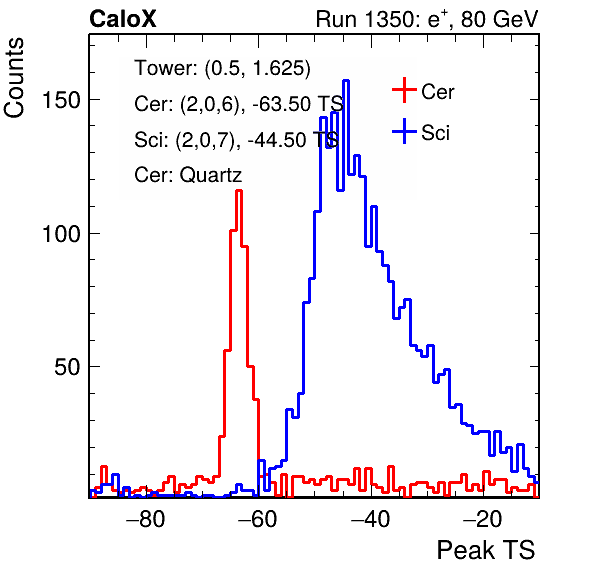 CaloX Run 1350: e⁺, 80 GeV
Counts
Tower: (0.5, 1.625)
Cer: (2,0,6), -63.50 TS
Sci: (2,0,7), -44.50 TS
Cer: Quartz
Cer
Sci
150
100
50
−80 −60 −40 −20
Peak TS